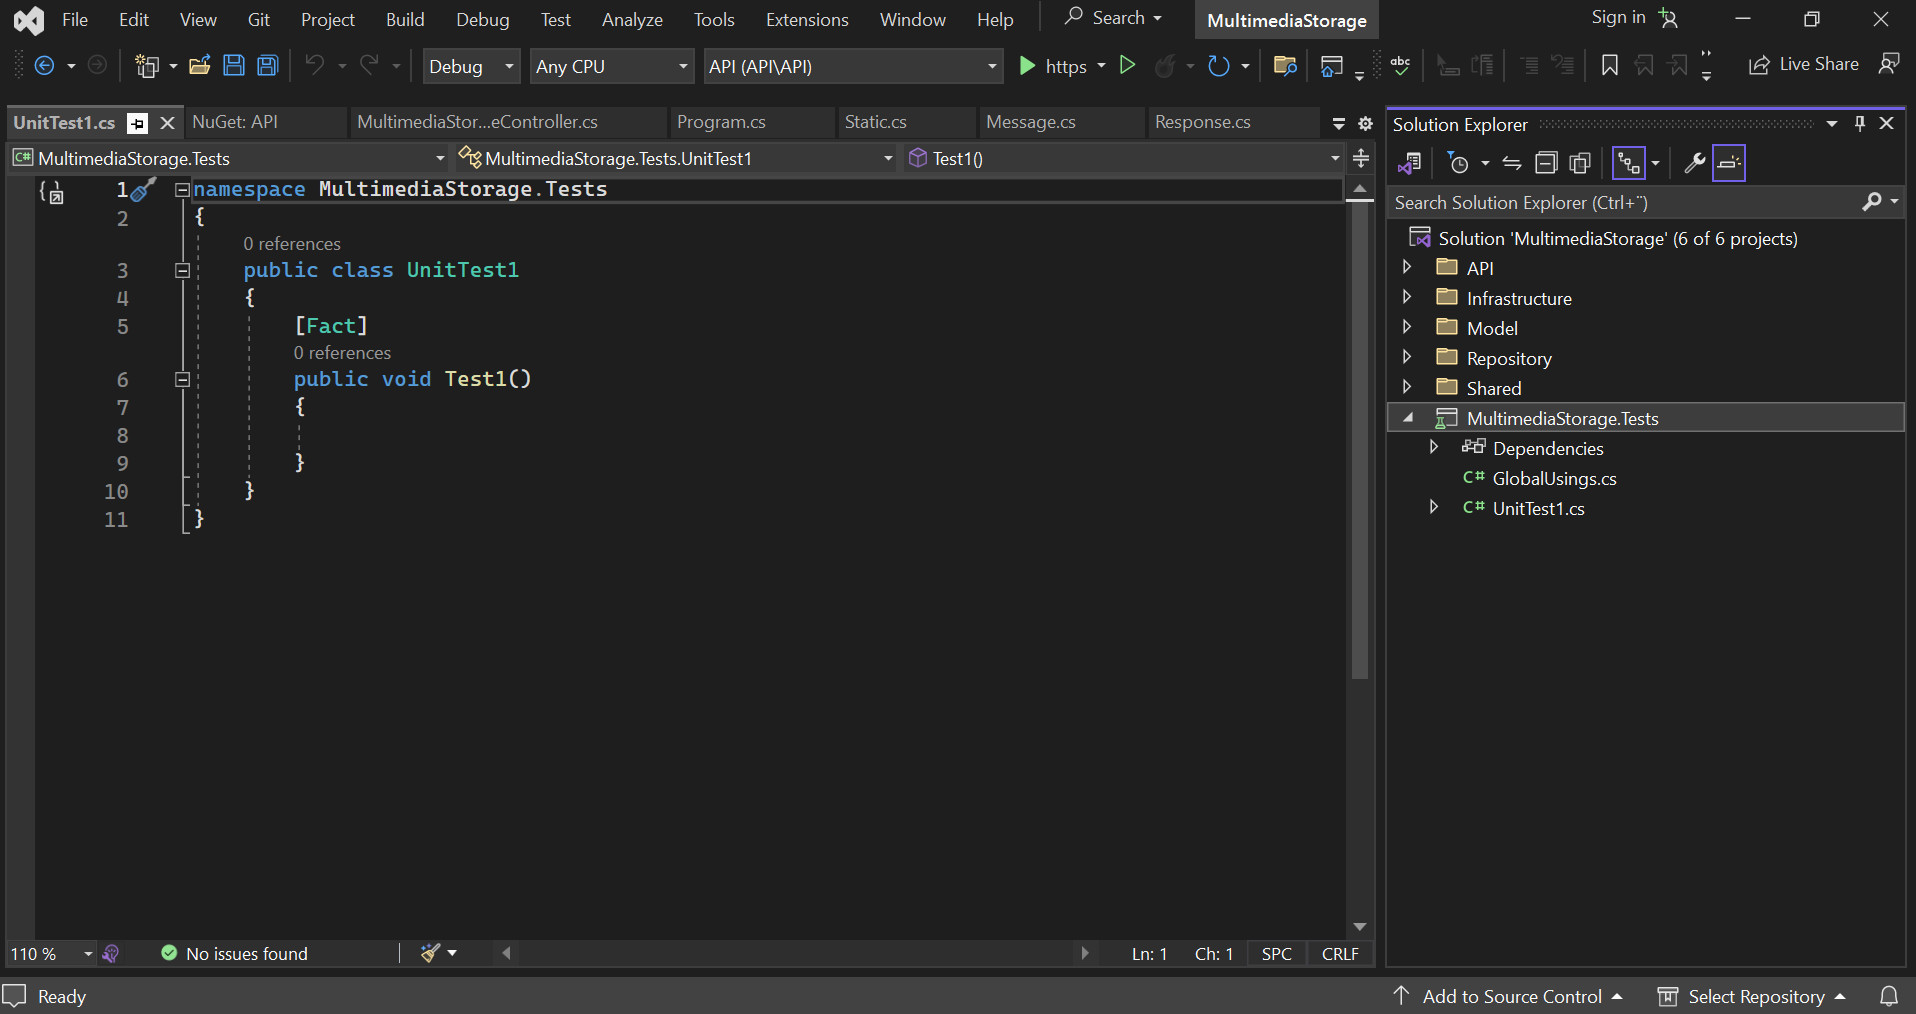 File Edit View Git Project Build Debug Test Analyze Tools Extensions Window Help Search MultimediaStorage Sign in
Debug Any CPU API (API\API) https abc Live Share
UnitTest1.cs NuGet: API MultimediaStor...eController.cs Program.cs Static.cs Message.cs Response.cs
C# MultimediaStorage.Tests MultimediaStorage.Tests.UnitTest1 Test1()
1 namespace MultimediaStorage.Tests
2 {
0 references
3 public class UnitTest1
4 {
5 [Fact]
0 references
6 public void Test1()
7 {
8
9 }
10 }
11 }
110 % No issues found Ln: 1 Ch: 1 SPC CRLF
Solution Explorer
Search Solution Explorer (Ctrl+¨)
Solution 'MultimediaStorage' (6 of 6 projects)
API
Infrastructure
Model
Repository
Shared
MultimediaStorage.Tests
Dependencies
C# GlobalUsings.cs
C# UnitTest1.cs
Ready Add to Source Control Select Repository